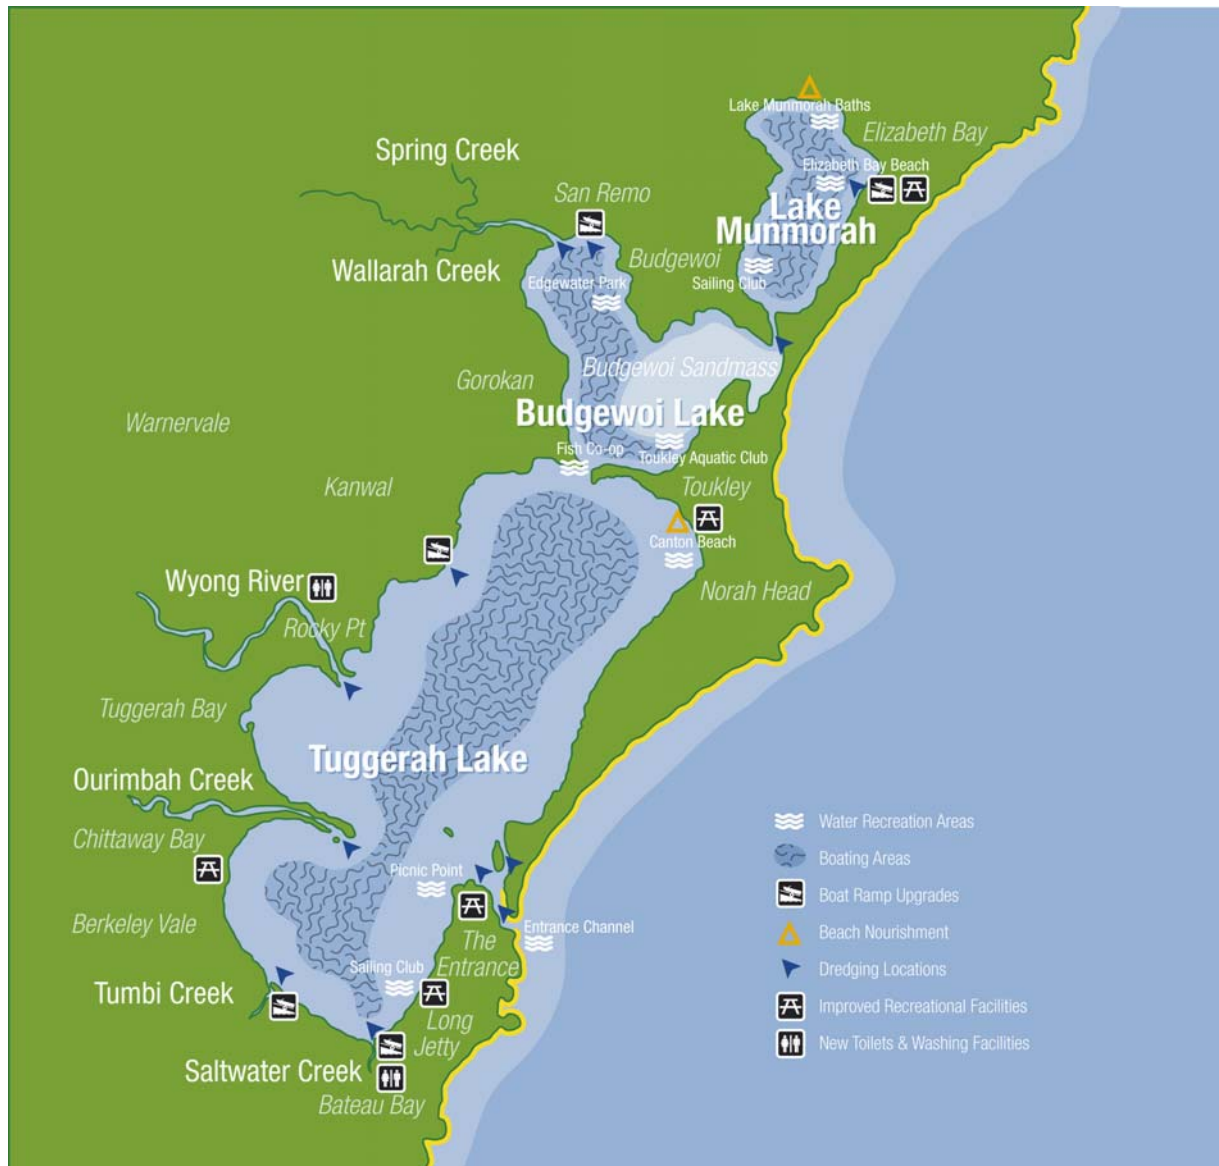 Lake Munmorah Baths
Elizabeth Bay
Spring Creek
Elizabeth Bay Beach
San Remo
Lake
Munmorah
Budgewoi
Wallarah Creek
Edgewater Park
Sailing Club
Budgewoi Sandmass
Gorokan
Budgewoi Lake
Warnervale
Fish Co-op
Toukley Aquatic Club
Kanwal
Toukley
Canton Beach
Wyong River
Norah Head
Rocky Pt
Tuggerah Bay
Tuggerah Lake
Ourimbah Creek
Chittaway Bay
Picnic Point
Berkeley Vale
Entrance Channel
The
Entrance
Sailing Club
Tumbi Creek
Long
Jetty
Saltwater Creek
Bateau Bay
Water Recreation Areas
Boating Areas
Boat Ramp Upgrades
Beach Nourishment
Dredging Locations
Improved Recreational Facilities
New Toilets & Washing Facilities